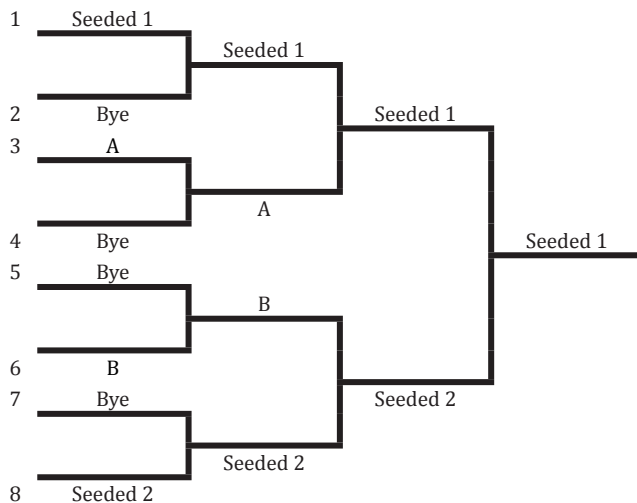 1 Seeded 1
Seeded 1
2 Bye
Seeded 1
3 A
A
4 Bye
Seeded 1
5 Bye
B
6 B
7 Bye
Seeded 2
Seeded 2
8 Seeded 2